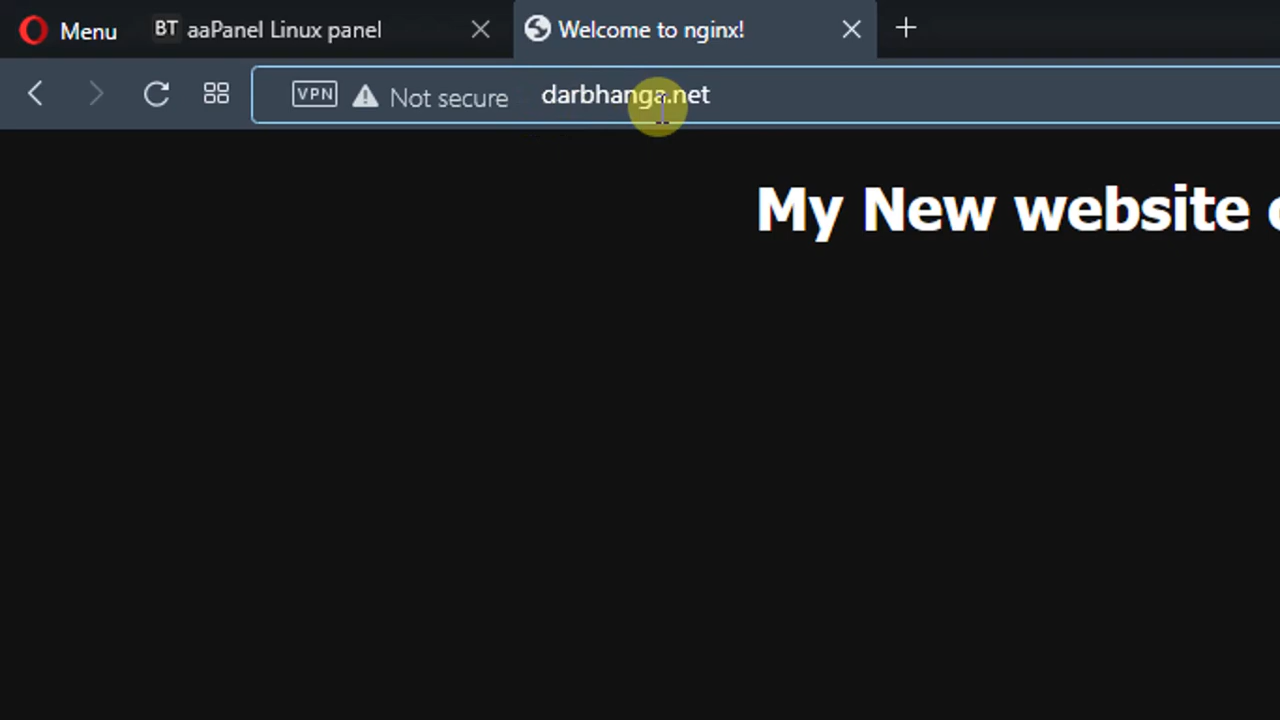 Menu
BT aaPanel Linux panel
Welcome to nginx!
VPN Not secure darbhanga.net
My New website